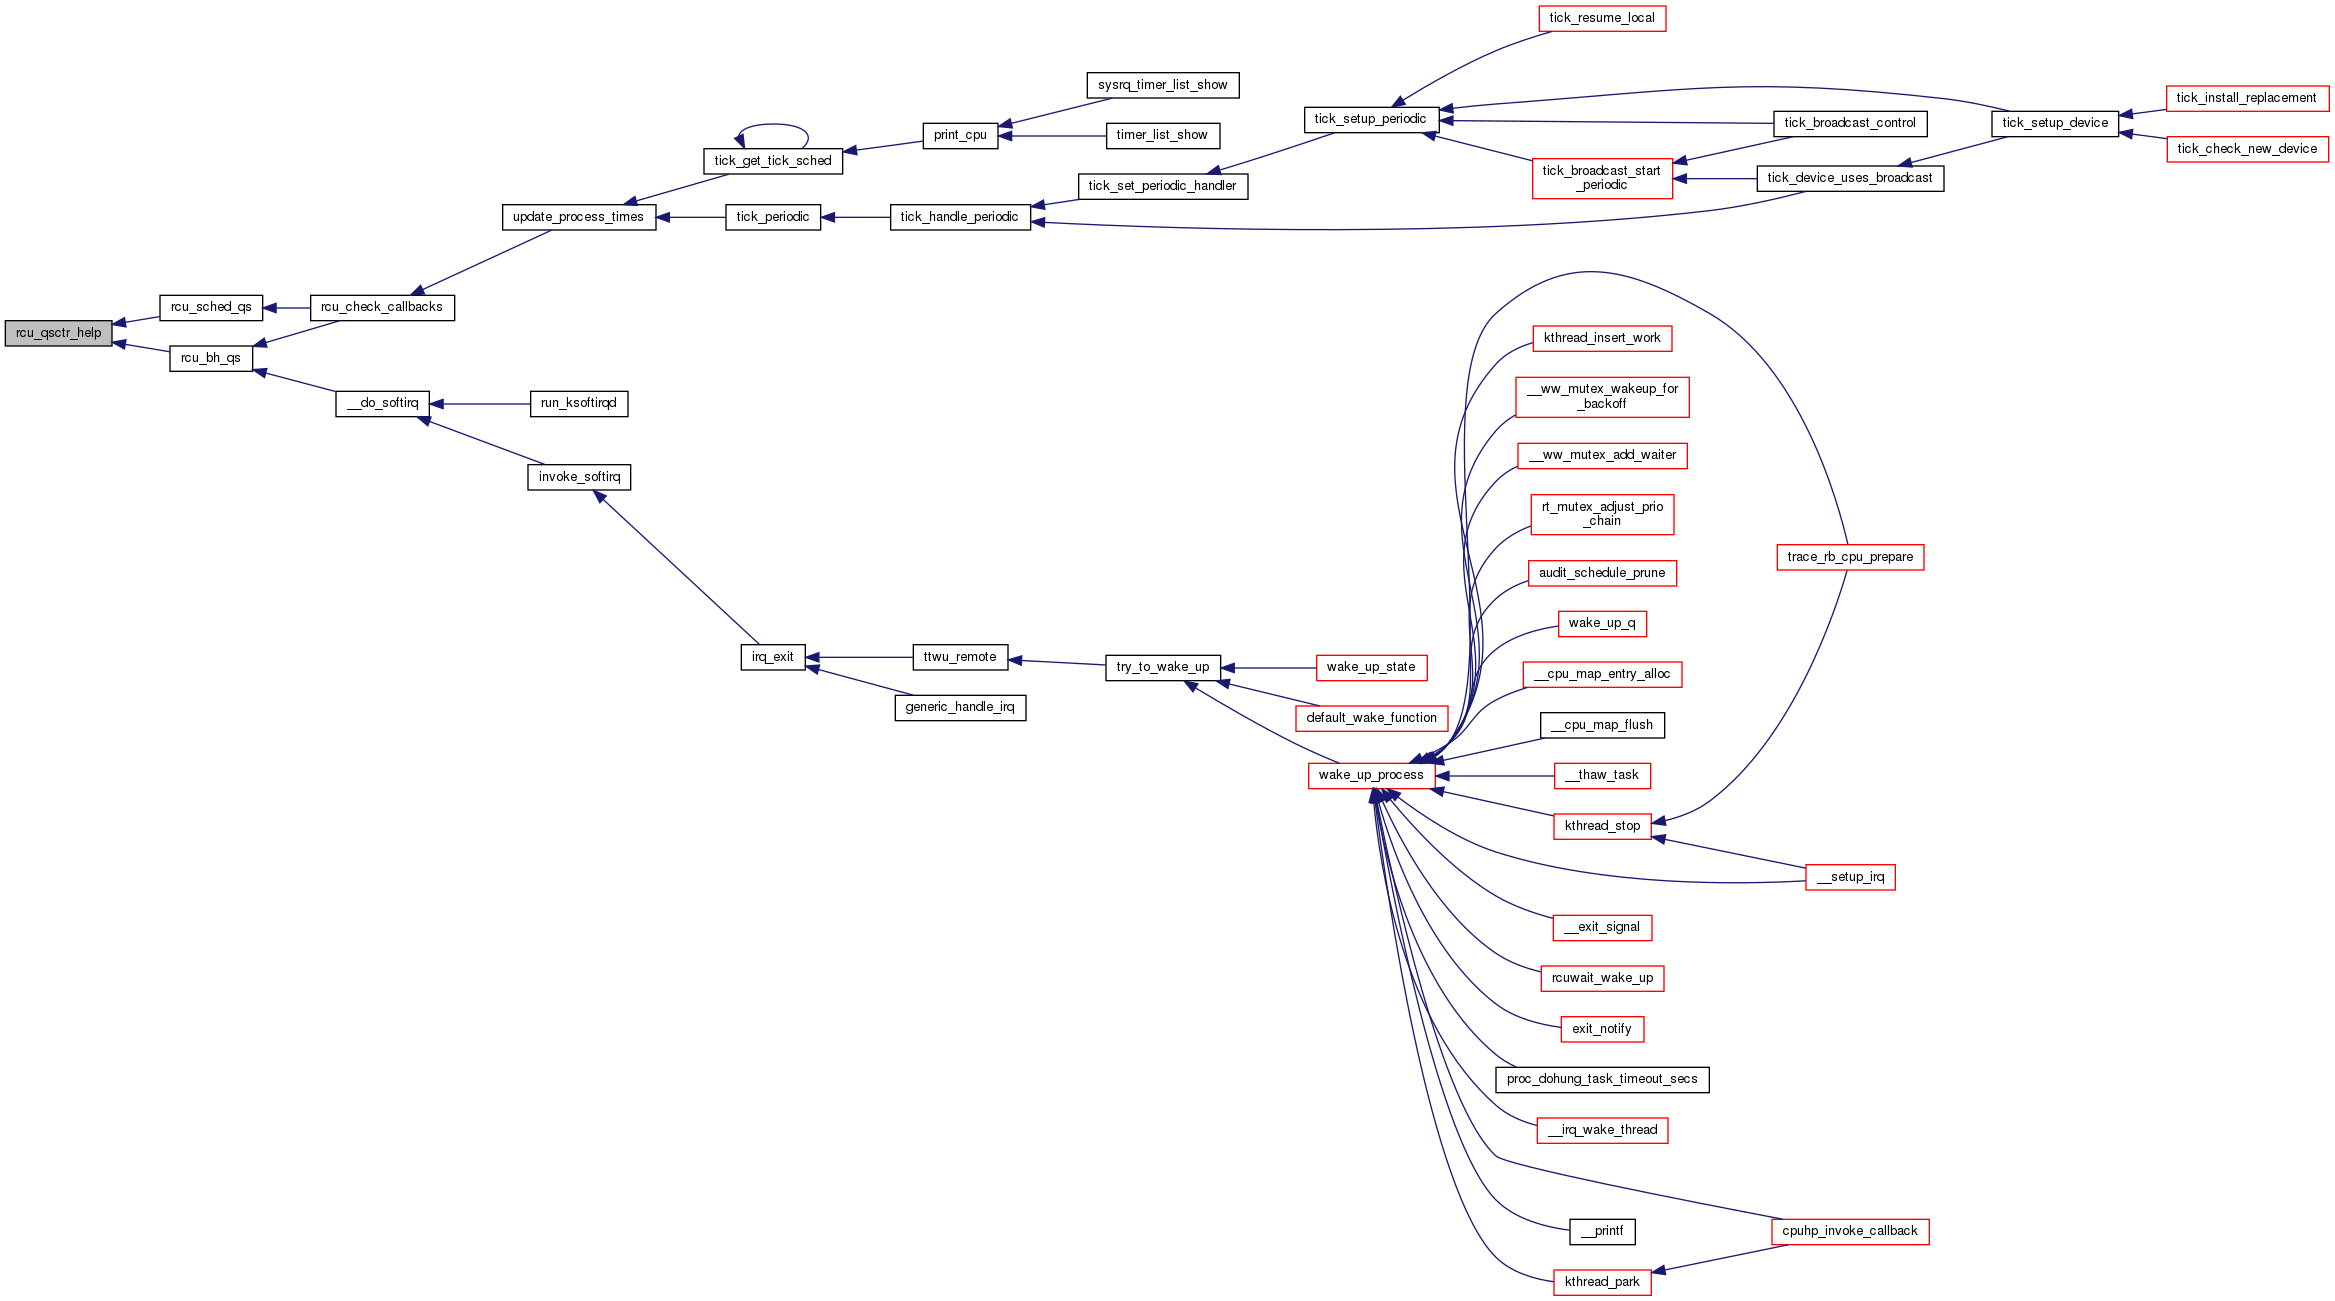 tick_resume_local
sysrq_timer_list_show
tick_install_replacement
tick_setup_periodic
tick_broadcast_control
tick_setup_device
print_cpu
timer_list_show
tick_get_tick_sched
tick_check_new_device
tick_broadcast_start
_periodic
tick_device_uses_broadcast
tick_set_periodic_handler
update_process_times
tick_periodic
tick_handle_periodic
rcu_sched_qs
rcu_check_callbacks
rcu_qsctr_help
rcu_bh_qs
kthread_insert_work
__do_softirq
run_ksoftirqd
__ww_mutex_wakeup_for
_backoff
__ww_mutex_add_waiter
invoke_softirq
rt_mutex_adjust_prio
_chain
trace_rb_cpu_prepare
audit_schedule_prune
wake_up_q
irq_exit
ttwu_remote
try_to_wake_up
wake_up_state
__cpu_map_entry_alloc
generic_handle_irq
default_wake_function
__cpu_map_flush
wake_up_process
__thaw_task
kthread_stop
__setup_irq
__exit_signal
rcuwait_wake_up
exit_notify
proc_dohung_task_timeout_secs
__irq_wake_thread
__printf
cpuhp_invoke_callback
kthread_park